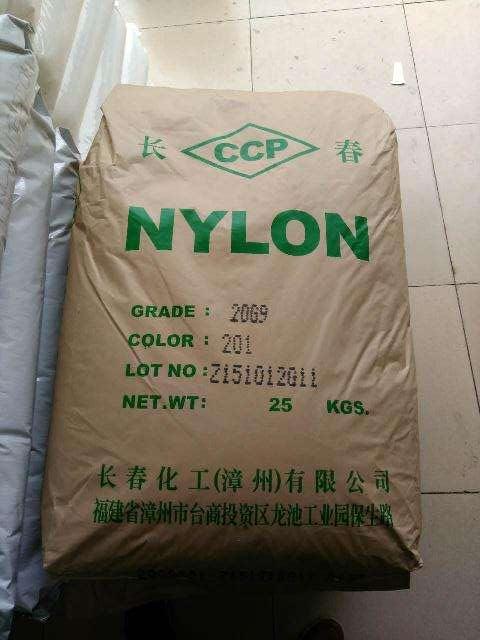 长 CCP 春
NYLON
GRADE : 20G9
COLOR : 201
LOT NO : Z151012G11
NET.WT: 25 KGS.
长春化工(漳州)有限公司
福建省漳州市台商投资区龙池工业园保生路